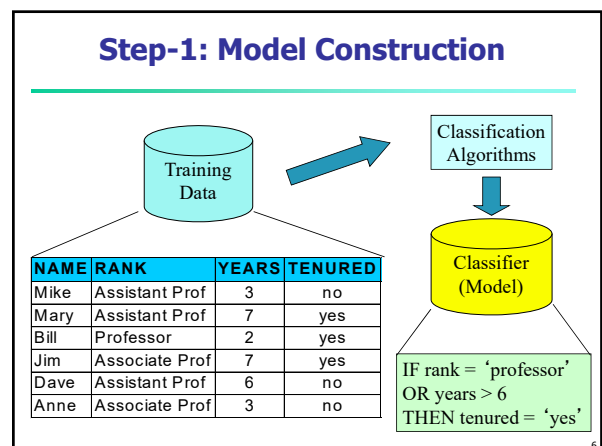 Step-1: Model Construction
Training
Data
Classification
Algorithms
Classifier
(Model)
NAME RANK YEARS TENURED
Mike Assistant Prof 3 no
Mary Assistant Prof 7 yes
Bill Professor 2 yes
Jim Associate Prof 7 yes
Dave Assistant Prof 6 no
Anne Associate Prof 3 no
IF rank = ‘professor’
OR years > 6
THEN tenured = ‘yes’
6